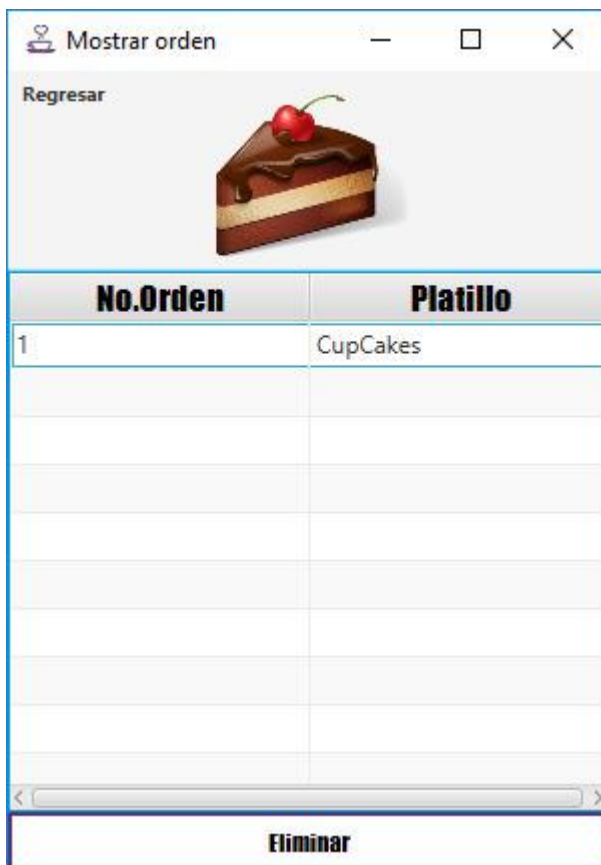 Mostrar orden
Regresar
No.Orden Platillo
1 CupCakes
Eliminar